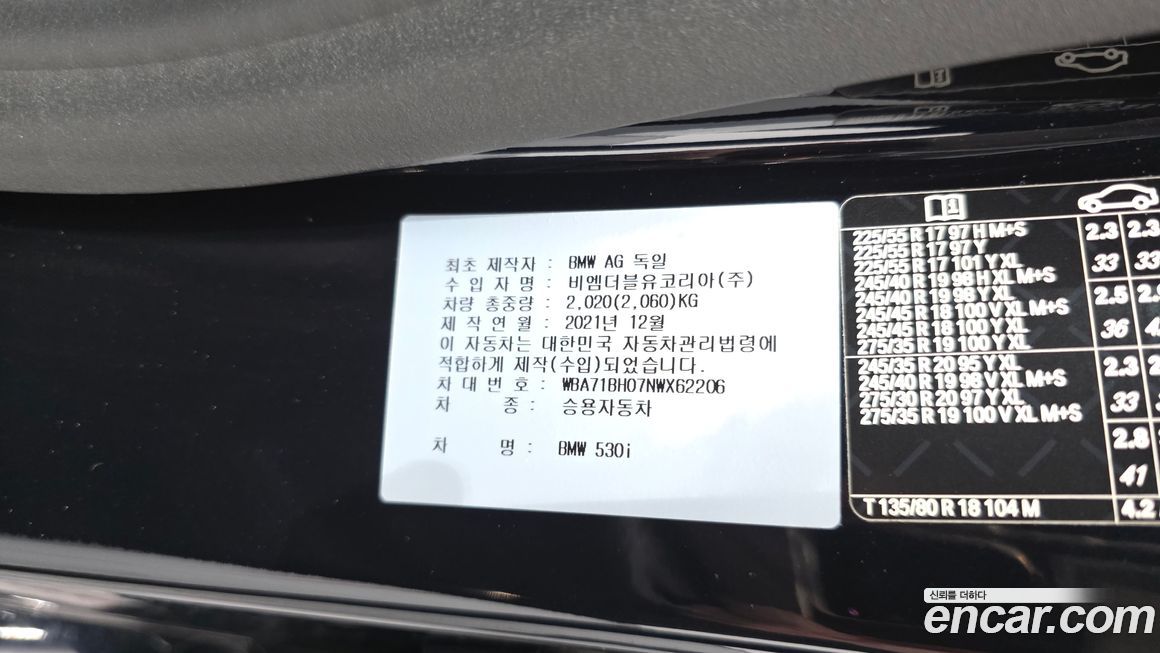 최초 제작자 : BMW AG 독일
수 입 자 명 : 비엠더블유코리아(주)
차량 총중량 : 2,020(2,060)KG
제 작 연 월 : 2021년 12월
이 자동차는 대한민국 자동차관리법령에
적합하게 제작(수입)되었습니다.
차 대 번 호 : WBA71BH07NWX62206
차 종 : 승용자동차
차 명 : BMW 530i
225/55 R 17 97 H M+S 2.3
225/55 R 17 97 Y 33
225/55 R 17 101 Y XL
245/40 R 19 98 H XL M+S
245/40 R 19 98 Y XL 2.5
245/45 R 18 100 V XL M+S
245/45 R 18 100 Y XL 36
275/35 R 19 100 Y XL
245/35 R 20 95 Y XL 2.3
245/40 R 19 98 V XL M+S
275/30 R 20 97 Y XL 33
275/35 R 19 100 V XL M+S
2.8
41
T 135/80 R 18 104 M 4.2
신뢰를 더하다
encar.com